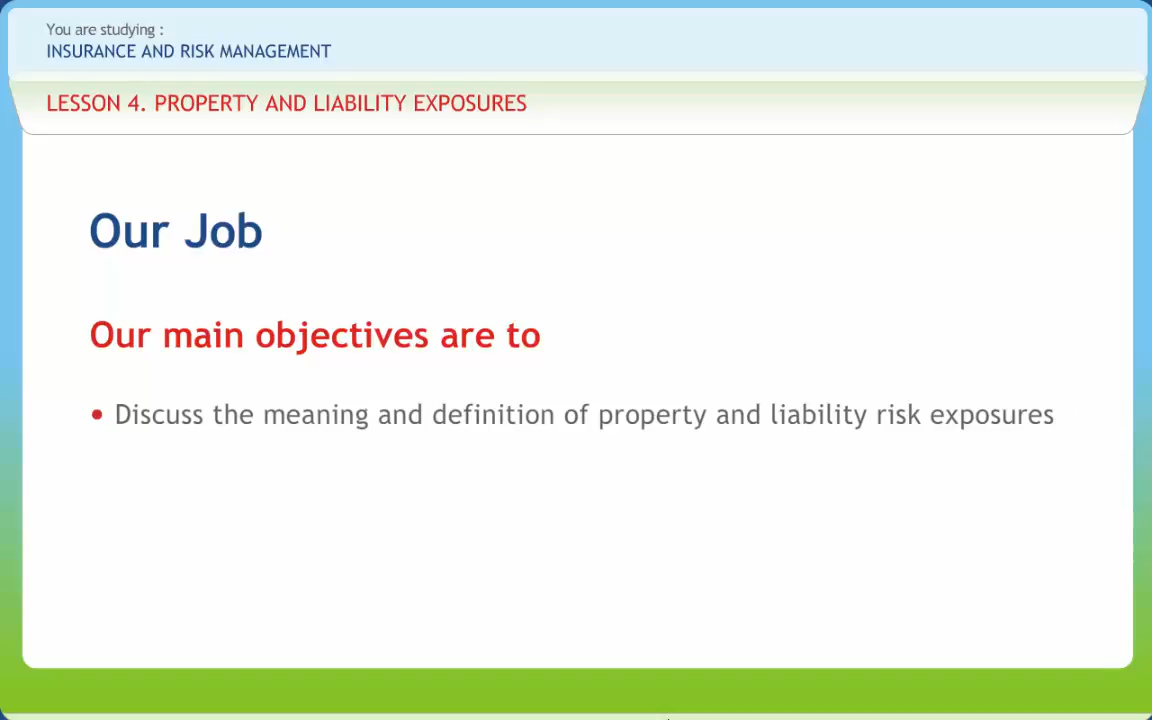 You are studying :
INSURANCE AND RISK MANAGEMENT
LESSON 4. PROPERTY AND LIABILITY EXPOSURES
Our Job
Our main objectives are to
• Discuss the meaning and definition of property and liability risk exposures